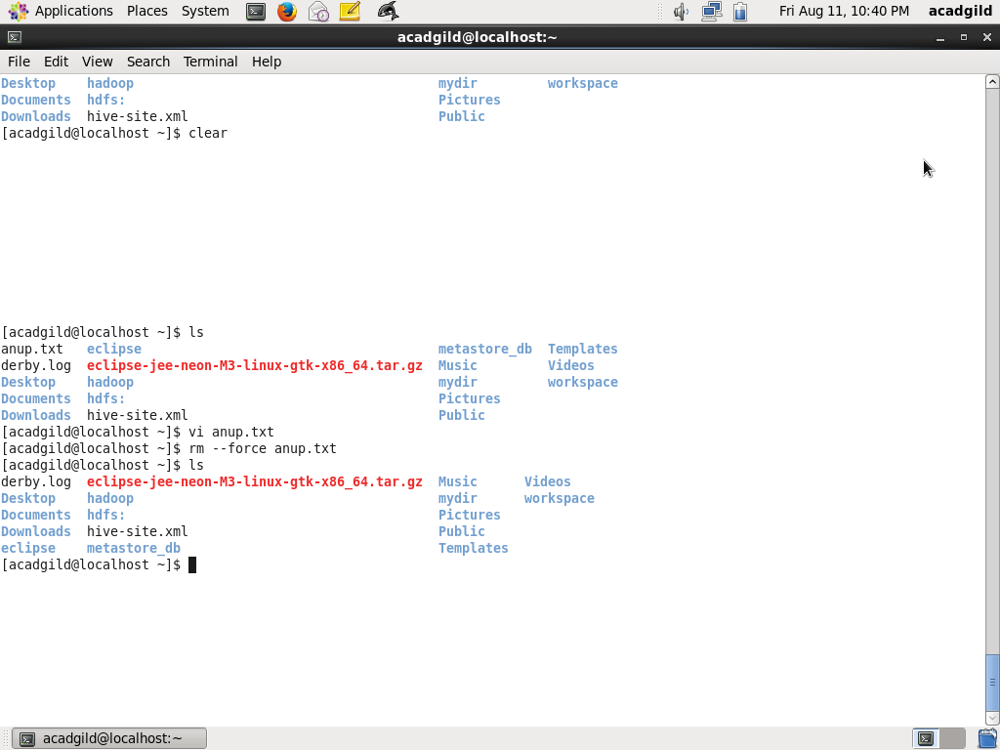 Applications Places System Fri Aug 11, 10:40 PM acadgild
acadgild@localhost:~
File Edit View Search Terminal Help
Desktop hadoop mydir workspace
Documents hdfs: Pictures
Downloads hive-site.xml Public
[acadgild@localhost ~]$ clear
[acadgild@localhost ~]$ ls
anup.txt eclipse metastore_db Templates
derby.log eclipse-jee-neon-M3-linux-gtk-x86_64.tar.gz Music Videos
Desktop hadoop mydir workspace
Documents hdfs: Pictures
Downloads hive-site.xml Public
[acadgild@localhost ~]$ vi anup.txt
[acadgild@localhost ~]$ rm --force anup.txt
[acadgild@localhost ~]$ ls
derby.log eclipse-jee-neon-M3-linux-gtk-x86_64.tar.gz Music Videos
Desktop hadoop mydir workspace
Documents hdfs: Pictures
Downloads hive-site.xml Public
eclipse metastore_db Templates
[acadgild@localhost ~]$
acadgild@localhost:~